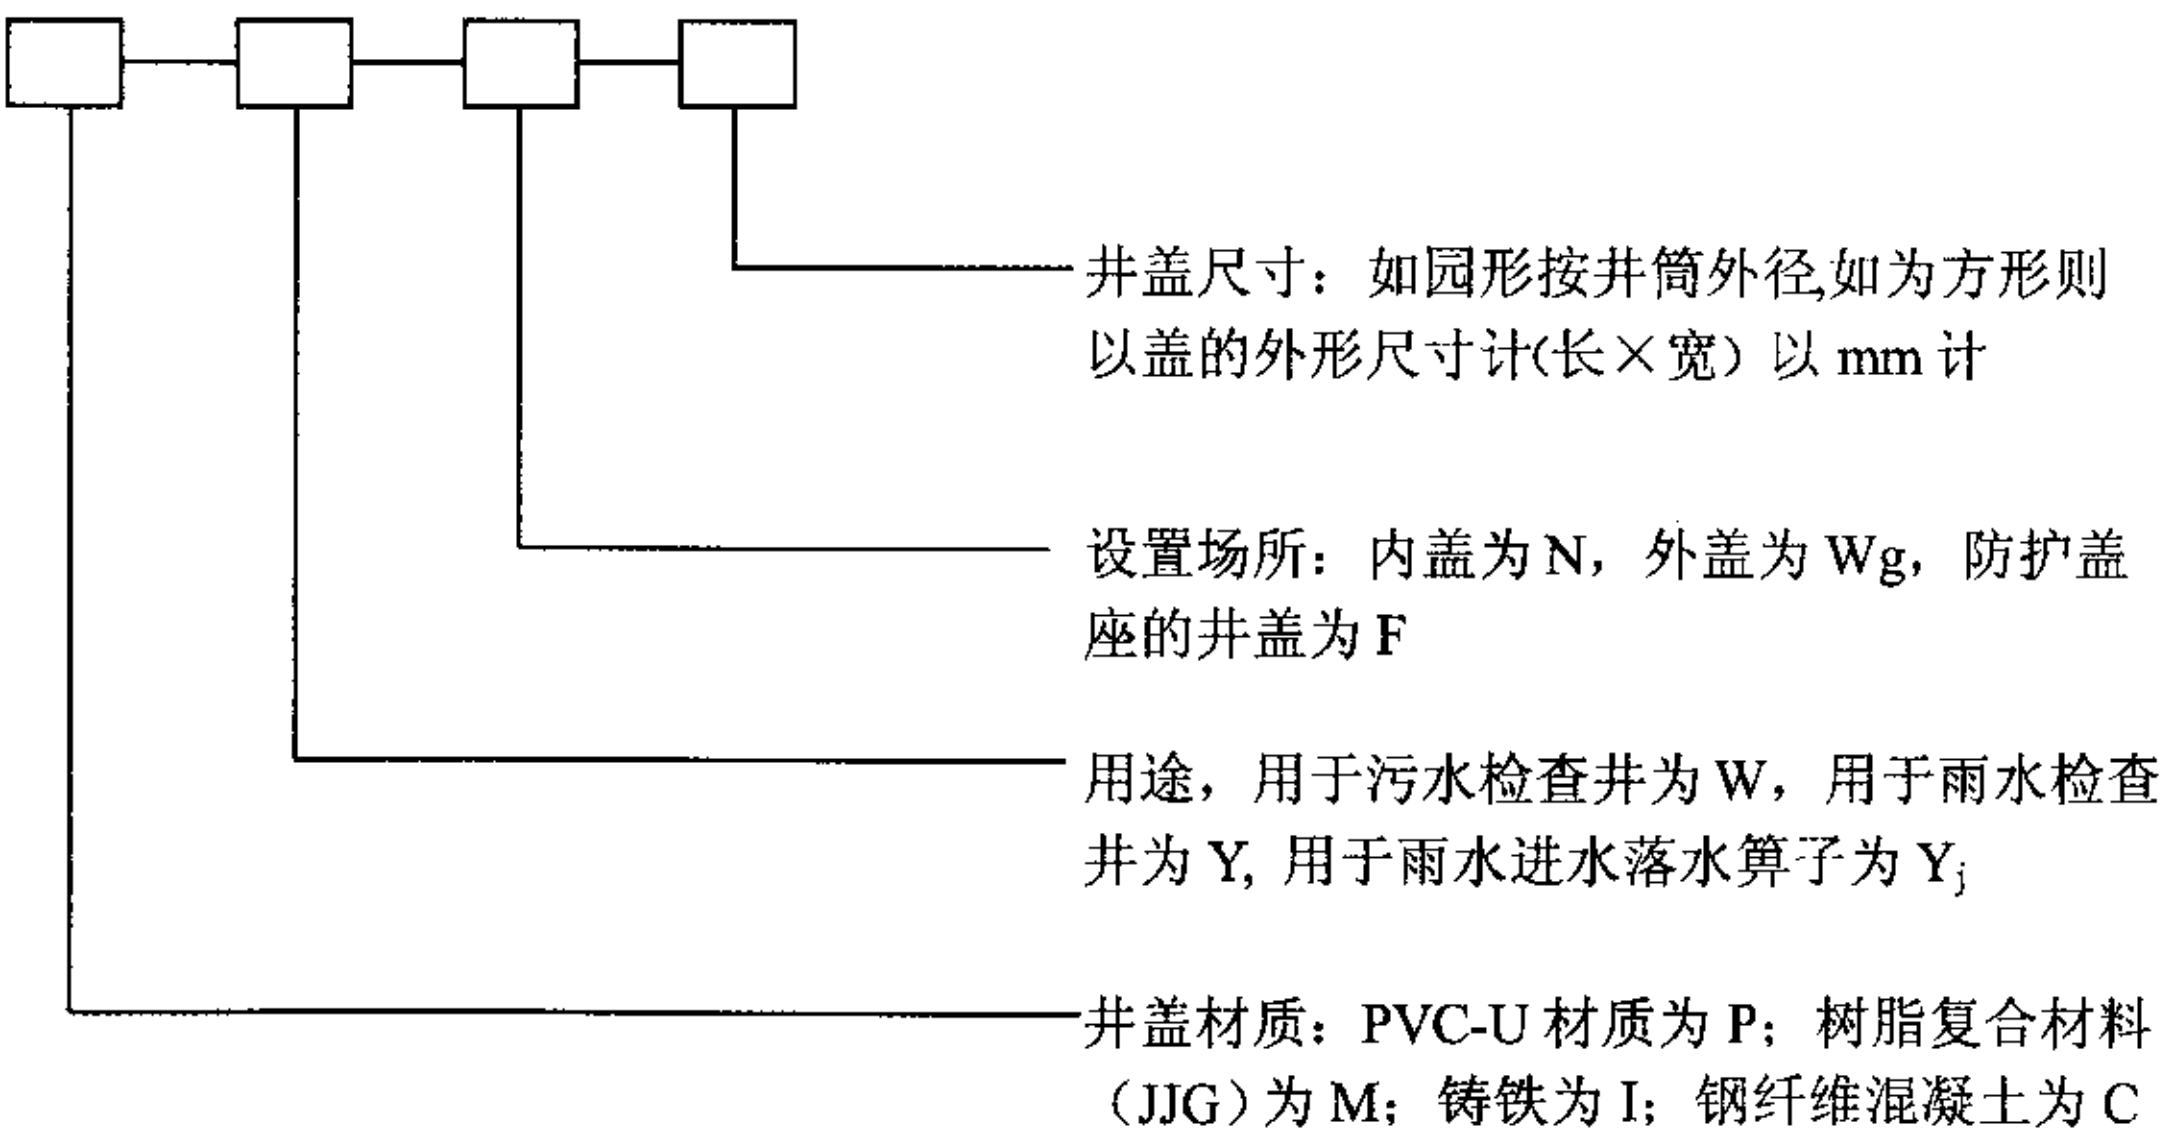 井盖尺寸：如园形按井筒外径,如为方形则
以盖的外形尺寸计(长×宽）以 mm 计
设置场所：内盖为 N，外盖为 Wg，防护盖
座的井盖为 F
用途，用于污水检查井为 W，用于雨水检查
井为 Y, 用于雨水进水落水箅子为 Yj
井盖材质：PVC-U 材质为 P；树脂复合材料
（JJG）为 M；铸铁为 I；钢纤维混凝土为 C